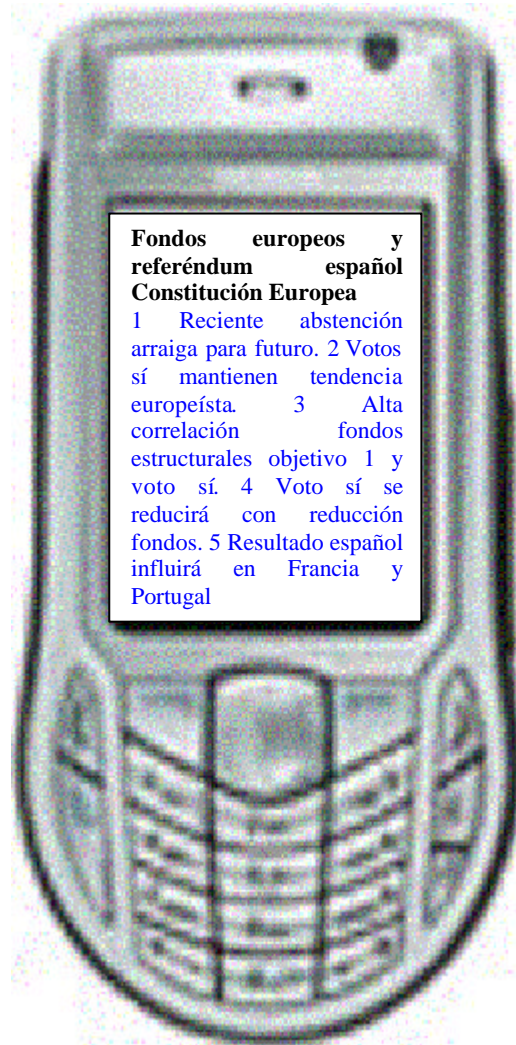 Fondos europeos y
referéndum español
Constitución Europea
1 Reciente abstención
arraiga para futuro. 2 Votos
sí mantienen tendencia
europeísta. 3 Alta
correlación fondos
estructurales objetivo 1 y
voto sí. 4 Voto sí se
reducirá con reducción
fondos. 5 Resultado español
influirá en Francia y
Portugal